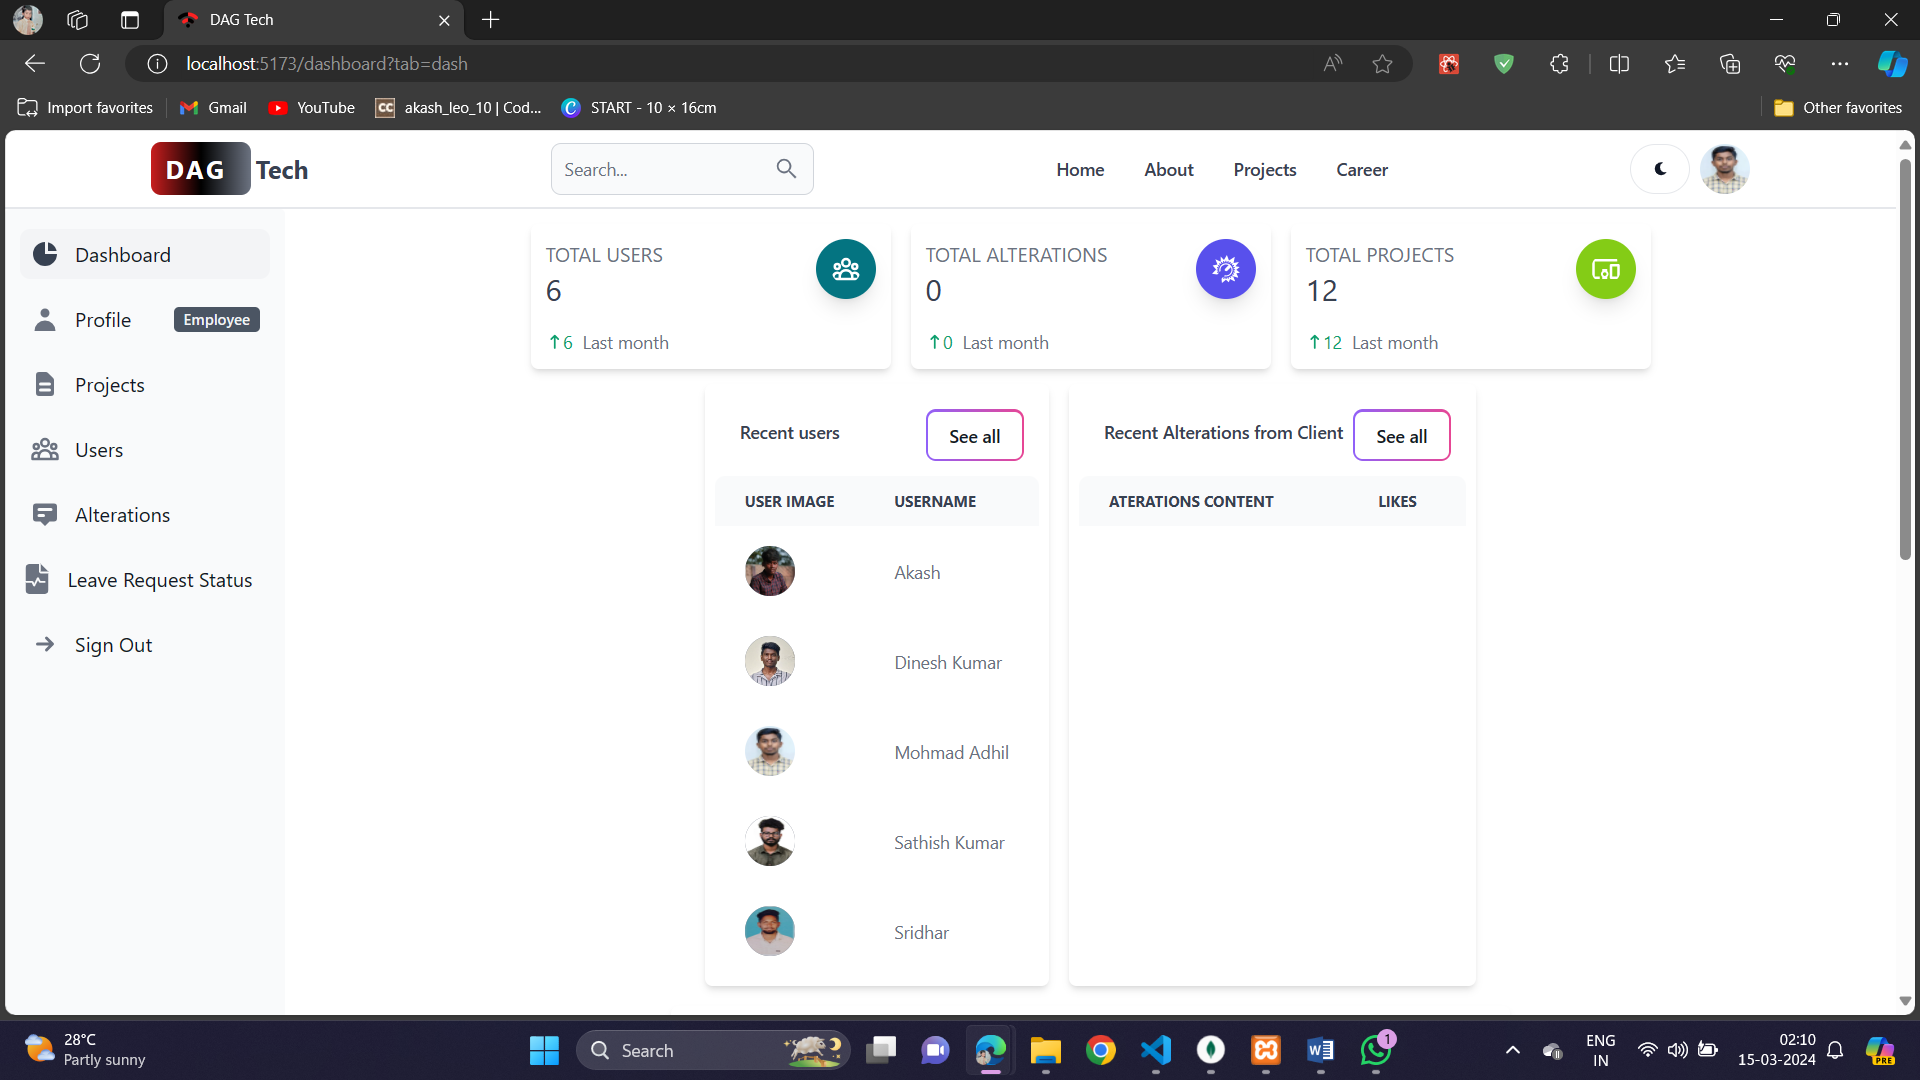 DAG Tech
localhost:5173/dashboard?tab=dash
Import favorites
Gmail
YouTube
akash_leo_10 | Cod...
START - 10 × 16cm
Other favorites
DAG Tech
Search...
Home
About
Projects
Career
Dashboard
Profile
Employee
Projects
Users
Alterations
Leave Request Status
Sign Out
TOTAL USERS
6
↑6 Last month
TOTAL ALTERATIONS
0
↑0 Last month
TOTAL PROJECTS
12
↑12 Last month
Recent users
See all
USER IMAGE USERNAME
Akash
Dinesh Kumar
Mohmad Adhil
Sathish Kumar
Sridhar
Recent Alterations from Client
See all
ATERATIONS CONTENT LIKES
28°C
Partly sunny
Search
1
ENG
IN
02:10
15-03-2024
PRE